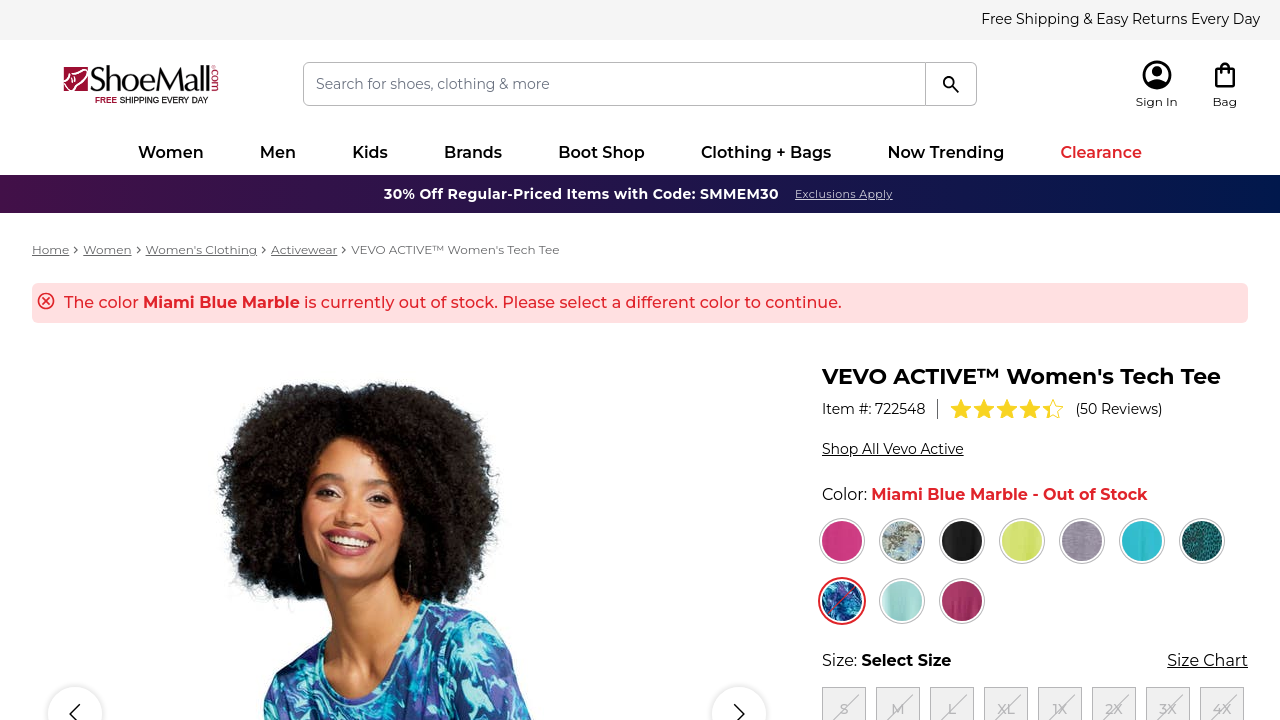 Free Shipping & Easy Returns Every Day
ShoeMall.com
FREE SHIPPING EVERY DAY
Search for shoes, clothing & more
Sign In
Bag
Women Men Kids Brands Boot Shop Clothing + Bags Now Trending Clearance
30% Off Regular-Priced Items with Code: SMMEM30 Exclusions Apply
Home > Women > Women's Clothing > Activewear > VEVO ACTIVE™ Women's Tech Tee
The color Miami Blue Marble is currently out of stock. Please select a different color to continue.
VEVO ACTIVE™ Women's Tech Tee
Item #: 722548 (50 Reviews)
Shop All Vevo Active
Color: Miami Blue Marble - Out of Stock
Size: Select Size Size Chart
S M L XL 1X 2X 3X 4X